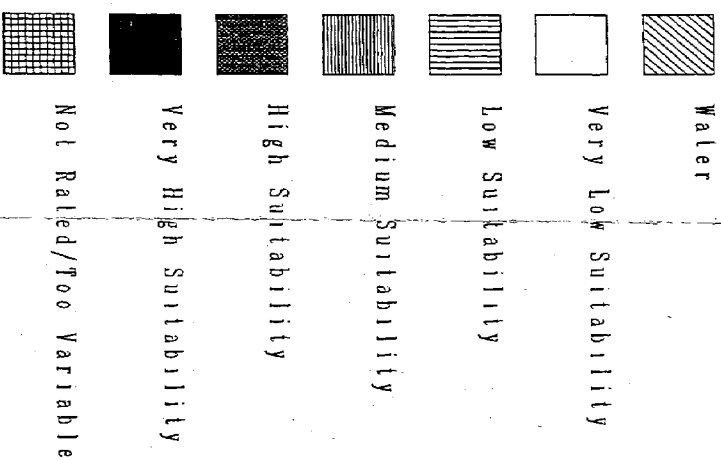 Water
Very Low Suitability
Low Suitability
Medium Suitability
High Suitability
Very High Suitability
Not Rated/Too Variable